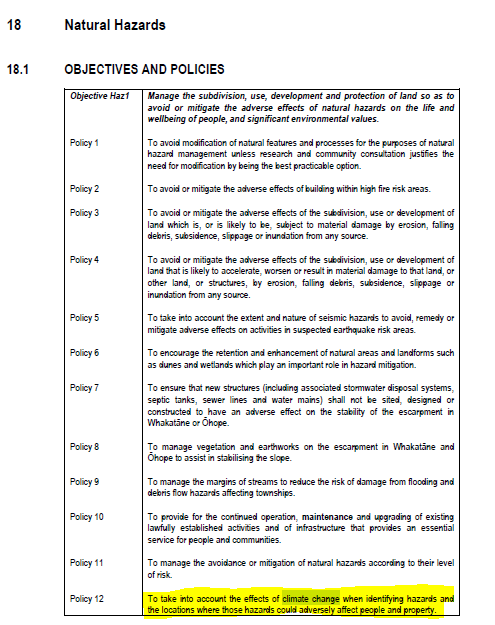 18 Natural Hazards
18.1 OBJECTIVES AND POLICIES
Objective Haz1 Manage the subdivision, use, development and protection of land so as to
avoid or mitigate the adverse effects of natural hazards on the life and
wellbeing of people, and significant environmental values.
Policy 1 To avoid modification of natural features and processes for the purposes of natural
hazard management unless research and community consultation justifies the
need for modification by being the best practicable option.
Policy 2 To avoid or mitigate the adverse effects of building within high fire risk areas.
Policy 3 To avoid or mitigate the adverse effects of the subdivision, use or development of
land which is, or is likely to be, subject to material damage by erosion, falling
debris, subsidence, slippage or inundation from any source.
Policy 4 To avoid or mitigate the adverse effects of the subdivision, use or development of
land that is likely to accelerate, worsen or result in material damage to that land, or
other land, or structures, by erosion, falling debris, subsidence, slippage or
inundation from any source.
Policy 5 To take into account the extent and nature of seismic hazards to avoid, remedy or
mitigate adverse effects on activities in suspected earthquake risk areas.
Policy 6 To encourage the retention and enhancement of natural areas and landforms such
as dunes and wetlands which play an important role in hazard mitigation.
Policy 7 To ensure that new structures (including associated stormwater disposal systems,
septic tanks, sewer lines and water mains) shall not be sited, designed or
constructed to have an adverse effect on the stability of the escarpment in
Whakatāne or Ōhope.
Policy 8 To manage vegetation and earthworks on the escarpment in Whakatāne and
Ōhope to assist in stabilising the slope.
Policy 9 To manage the margins of streams to reduce the risk of damage from flooding and
debris flow hazards affecting townships.
Policy 10 To provide for the continued operation, maintenance and upgrading of existing
lawfully established activities and of infrastructure that provides an essential
service for people and communities.
Policy 11 To manage the avoidance or mitigation of natural hazards according to their level
of risk.
Policy 12 To take into account the effects of climate change when identifying hazards and
the locations where those hazards could adversely affect people and property.